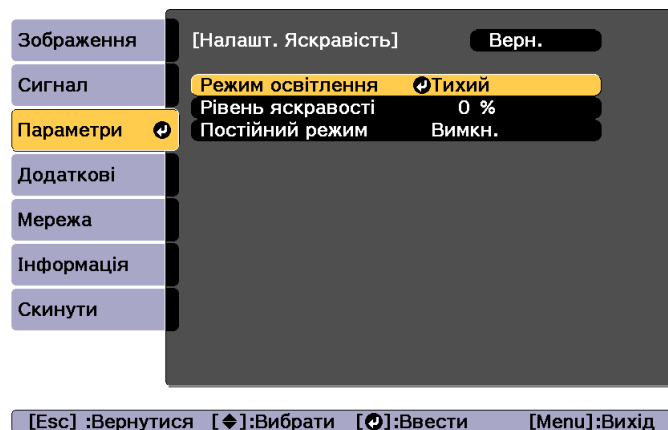 Зображення
Сигнал
Параметри
Додаткові
Мережа
Інформація
Скинути
[Налашт. Яскравість] Верн.
Режим освітлення Тихий
Рівень яскравості 0 %
Постійний режим Вимкн.
[Esc] :Вернутися [◆]:Вибрати [↵]:Ввести [Menu]:Вихід